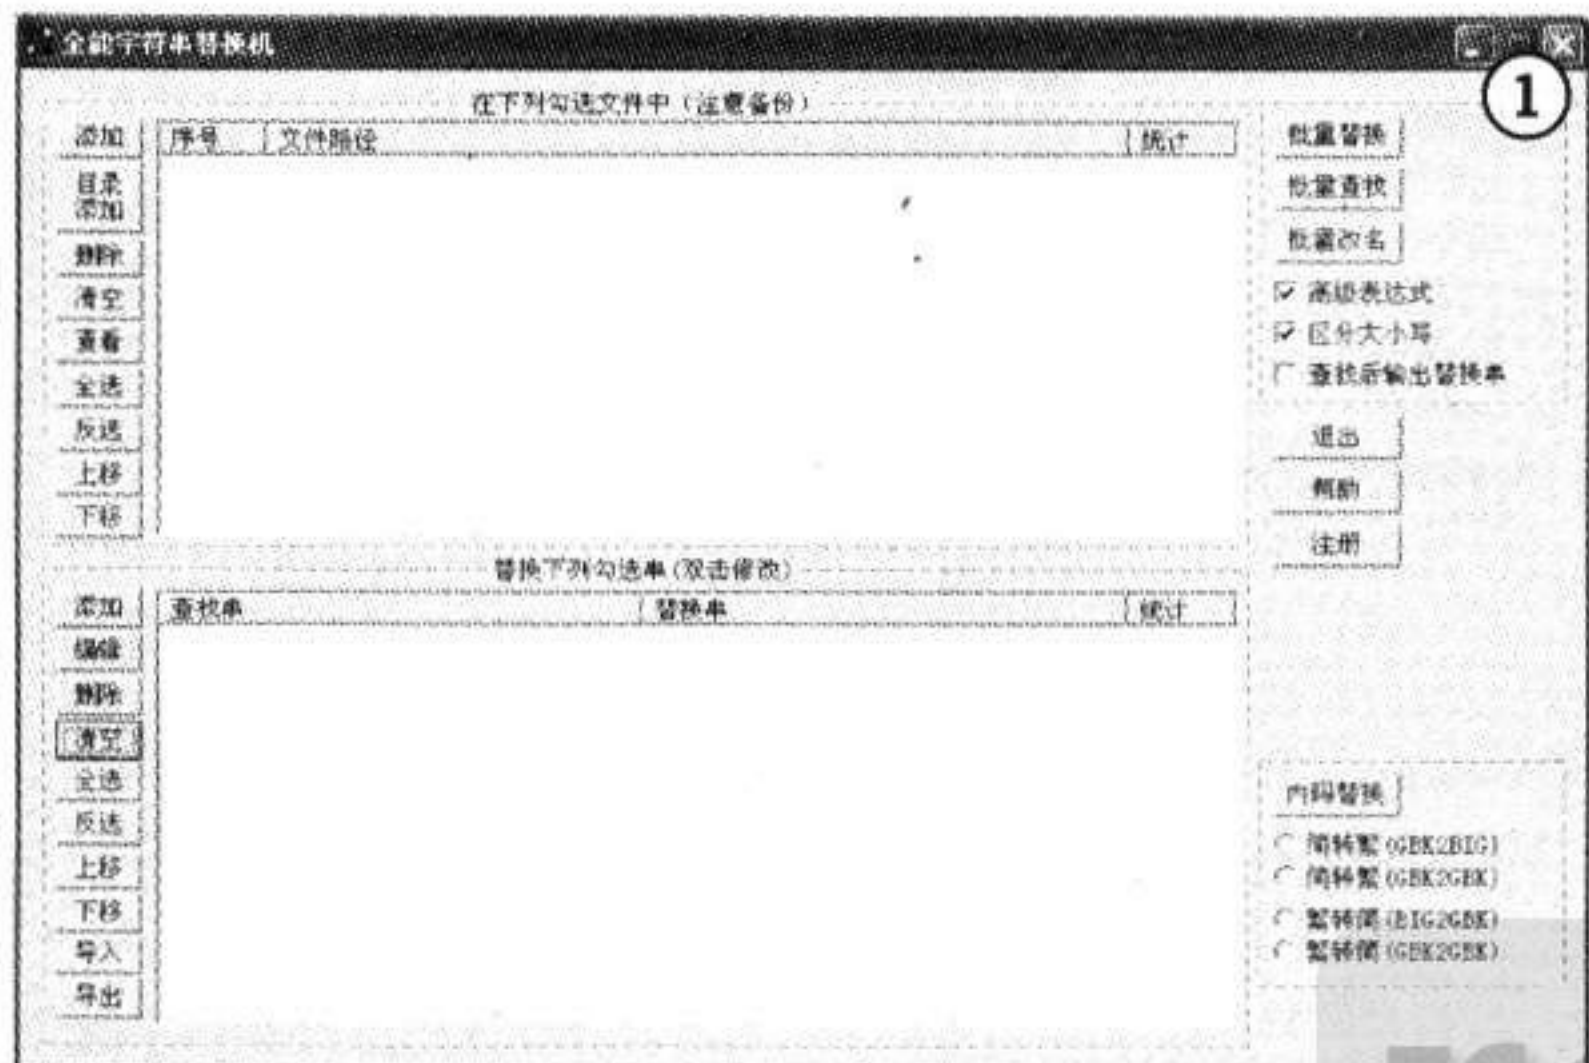 全能字符串替换机
1
在下列勾选文件中（注意备份）
添加
序号 文件路径 统计
目录
添加
删除
清空
查看
全选
反选
上移
下移
批量替换
批量查找
批量改名
高级表达式
区分大小写
查找后输出替换串
退出
帮助
注册
替换下列勾选串(双击修改)
添加
查找串 替换串 统计
编辑
删除
清空
全选
反选
上移
下移
导入
导出
内码替换
简转繁(GBK2BIG)
简转繁(GBK2GBK)
繁转简(BIG2GBK)
繁转简(GBK2GBK)